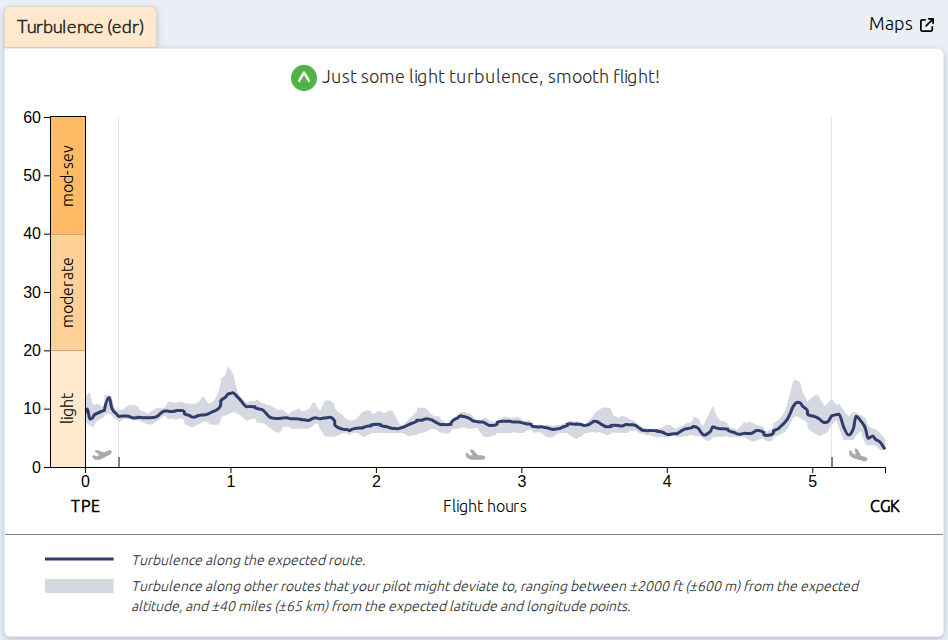 Turbulence (edr)
Maps
Just some light turbulence, smooth flight!
60
50
40
30
20
10
0
mod-sev
moderate
light
0 1 2 3 4 5
TPE Flight hours CGK
Turbulence along the expected route.
Turbulence along other routes that your pilot might deviate to, ranging between ±2000 ft (±600 m) from the expected
altitude, and ±40 miles (±65 km) from the expected latitude and longitude points.